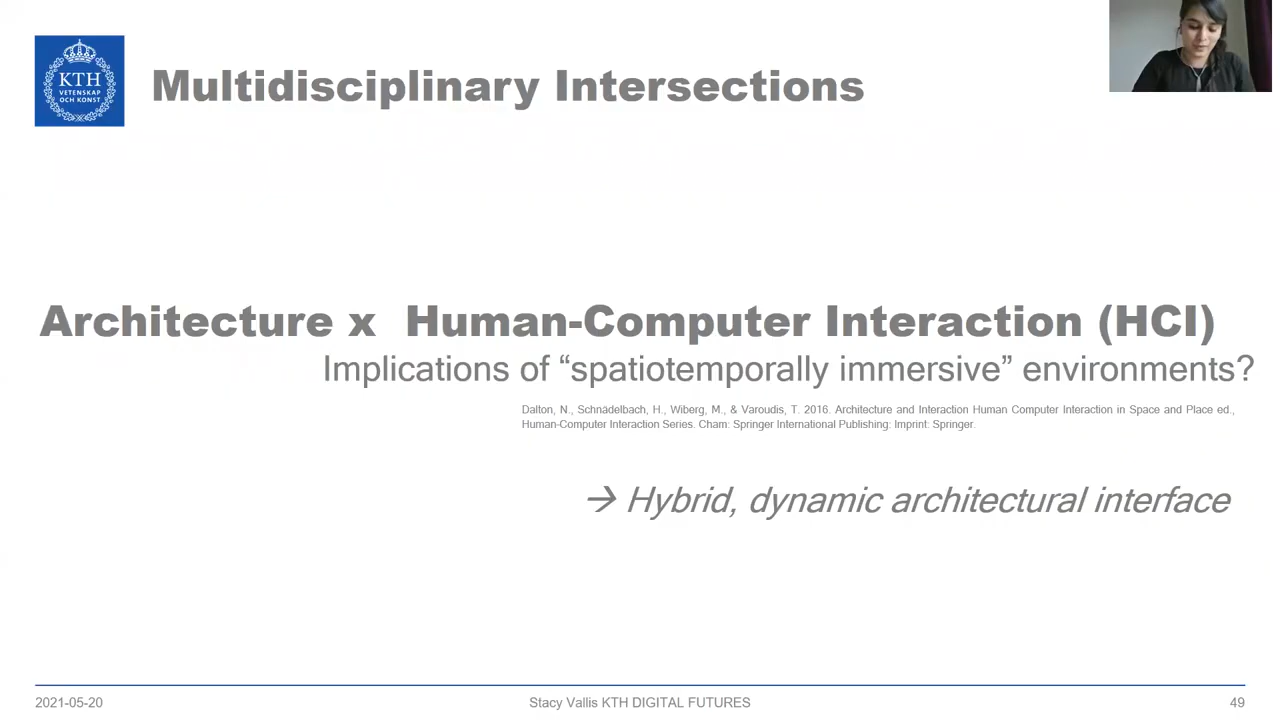 KTH
VETENSKAP
OCH KONST
Multidisciplinary Intersections
Architecture x Human-Computer Interaction (HCI)
Implications of “spatiotemporally immersive” environments?
Dalton, N., Schnädelbach, H., Wiberg, M., & Varoudis, T. 2016. Architecture and Interaction Human Computer Interaction in Space and Place ed.,
Human-Computer Interaction Series. Cham: Springer International Publishing: Imprint: Springer.
→ Hybrid, dynamic architectural interface
2021-05-20
Stacy Vallis KTH DIGITAL FUTURES
49